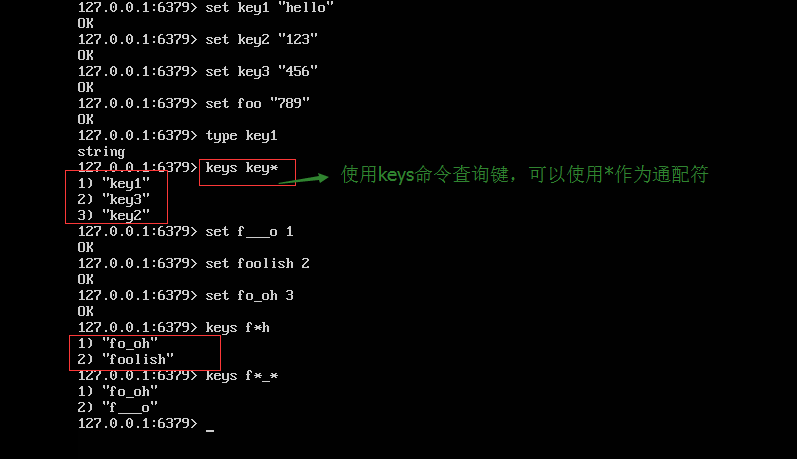 127.0.0.1:6379> set key1 "hello"
OK
127.0.0.1:6379> set key2 "123"
OK
127.0.0.1:6379> set key3 "456"
OK
127.0.0.1:6379> set foo "789"
OK
127.0.0.1:6379> type key1
string
127.0.0.1:6379> keys key* 使用keys命令查询键，可以使用*作为通配符
1) "key1"
2) "key3"
3) "key2"
127.0.0.1:6379> set f___o 1
OK
127.0.0.1:6379> set foolish 2
OK
127.0.0.1:6379> set fo_oh 3
OK
127.0.0.1:6379> keys f*h
1) "fo_oh"
2) "foolish"
127.0.0.1:6379> keys f*_*
1) "fo_oh"
2) "f___o"
127.0.0.1:6379> _